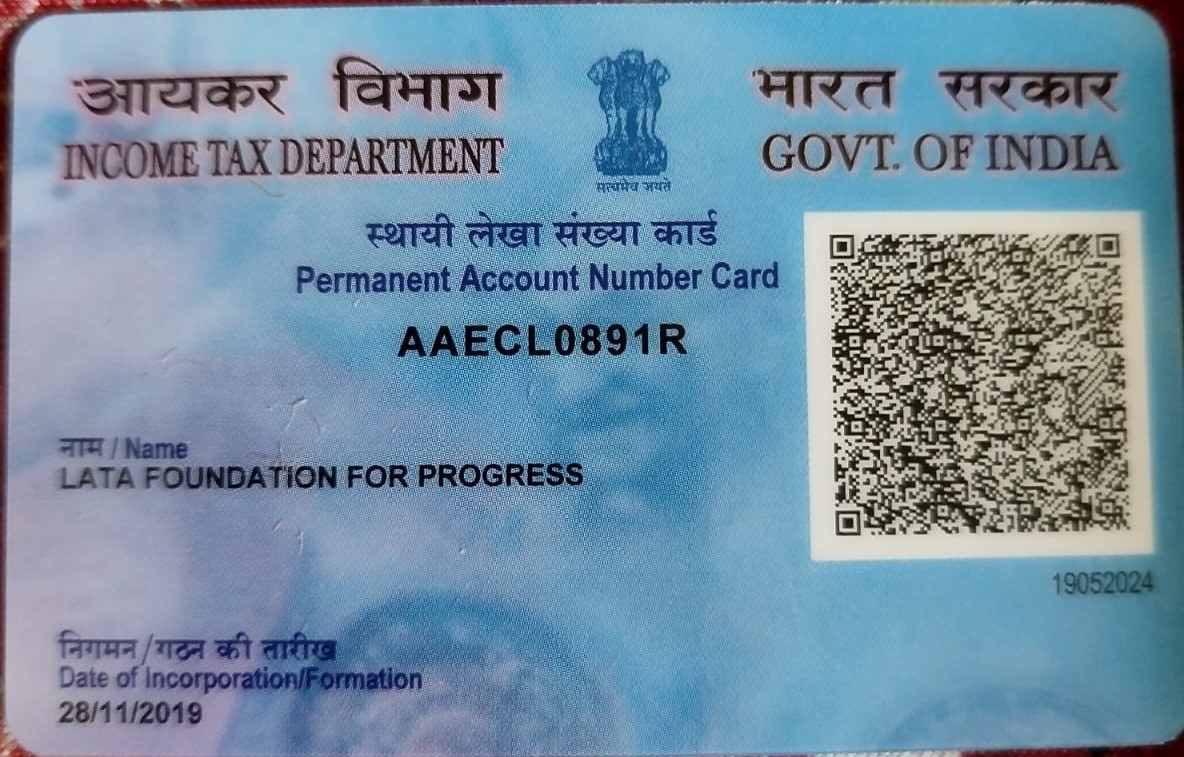 आयकर विभाग
INCOME TAX DEPARTMENT
सत्यमेव जयते
भारत सरकार
GOVT. OF INDIA
स्थायी लेखा संख्या कार्ड
Permanent Account Number Card
AAECL0891R
नाम / Name
LATA FOUNDATION FOR PROGRESS
19052024
निगमन/गठन की तारीख
Date of Incorporation/Formation
28/11/2019